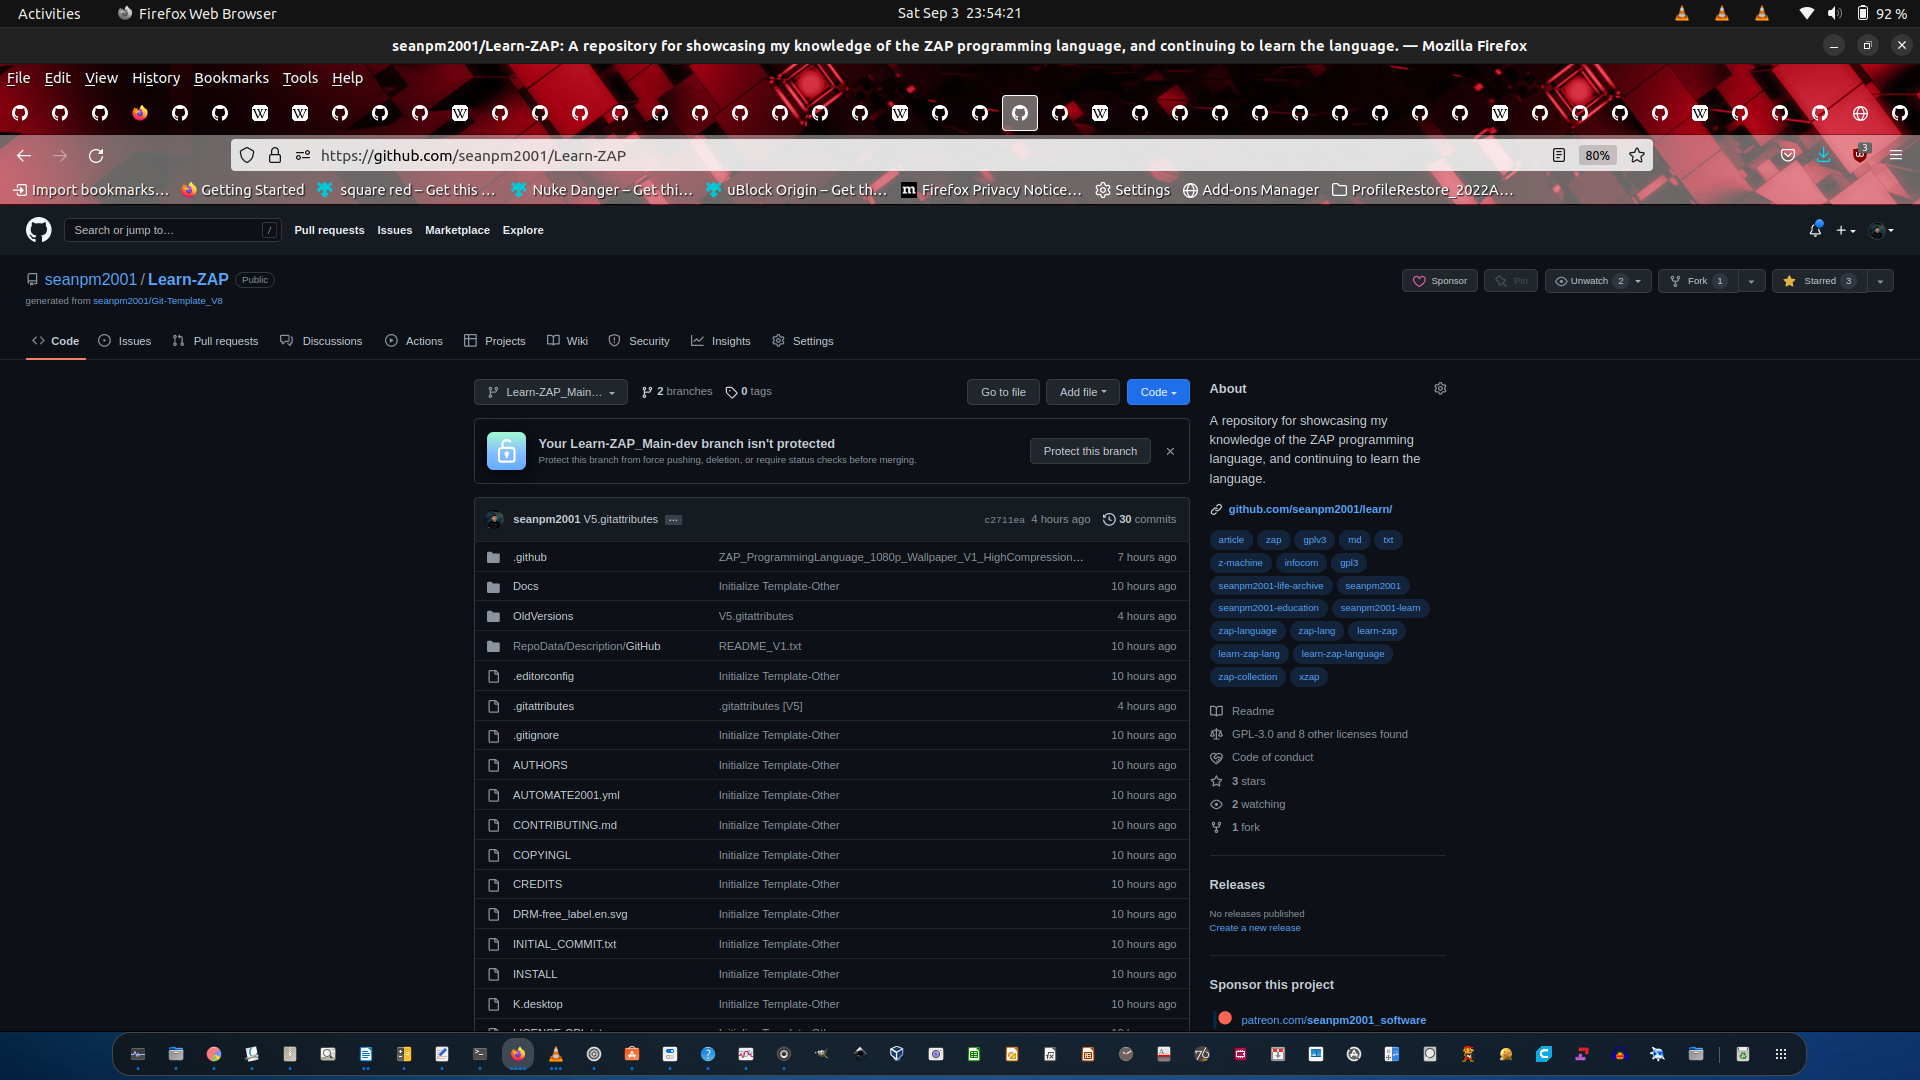 Activities
Firefox Web Browser
Sat Sep 3 23:54:21
92 %
seanpm2001/Learn-ZAP: A repository for showcasing my knowledge of the ZAP programming language, and continuing to learn the language. — Mozilla Firefox
File Edit View History Bookmarks Tools Help
https://github.com/seanpm2001/Learn-ZAP
80%
3
Import bookmarks… Getting Started square red – Get this … Nuke Danger – Get thi… uBlock Origin – Get th… Firefox Privacy Notice… Settings Add-ons Manager ProfileRestore_2022A…
Search or jump to… /
Pull requests Issues Marketplace Explore
seanpm2001 / Learn-ZAP Public
generated from seanpm2001/Git-Template_V8
Sponsor Pin Unwatch 2 Fork 1 Starred 3
Code Issues Pull requests Discussions Actions Projects Wiki Security Insights Settings
Learn-ZAP_Main… 2 branches 0 tags Go to file Add file Code
Your Learn-ZAP_Main-dev branch isn't protected
Protect this branch from force pushing, deletion, or require status checks before merging.
Protect this branch
seanpm2001 V5.gitattributes … c2711ea 4 hours ago 30 commits
.github ZAP_ProgrammingLanguage_1080p_Wallpaper_V1_HighCompression… 7 hours ago
Docs Initialize Template-Other 10 hours ago
OldVersions V5.gitattributes 4 hours ago
RepoData/Description/GitHub README_V1.txt 10 hours ago
.editorconfig Initialize Template-Other 10 hours ago
.gitattributes .gitattributes [V5] 4 hours ago
.gitignore Initialize Template-Other 10 hours ago
AUTHORS Initialize Template-Other 10 hours ago
AUTOMATE2001.yml Initialize Template-Other 10 hours ago
CONTRIBUTING.md Initialize Template-Other 10 hours ago
COPYINGL Initialize Template-Other 10 hours ago
CREDITS Initialize Template-Other 10 hours ago
DRM-free_label.en.svg Initialize Template-Other 10 hours ago
INITIAL_COMMIT.txt Initialize Template-Other 10 hours ago
INSTALL Initialize Template-Other 10 hours ago
K.desktop Initialize Template-Other 10 hours ago
About
A repository for showcasing my
knowledge of the ZAP programming
language, and continuing to learn the
language.
github.com/seanpm2001/learn/
article zap gplv3 md txt
z-machine infocom gpl3
seanpm2001-life-archive seanpm2001
seanpm2001-education seanpm2001-learn
zap-language zap-lang learn-zap
learn-zap-lang learn-zap-language
zap-collection xzap
Readme
GPL-3.0 and 8 other licenses found
Code of conduct
3 stars
2 watching
1 fork
Releases
No releases published
Create a new release
Sponsor this project
patreon.com/seanpm2001_software